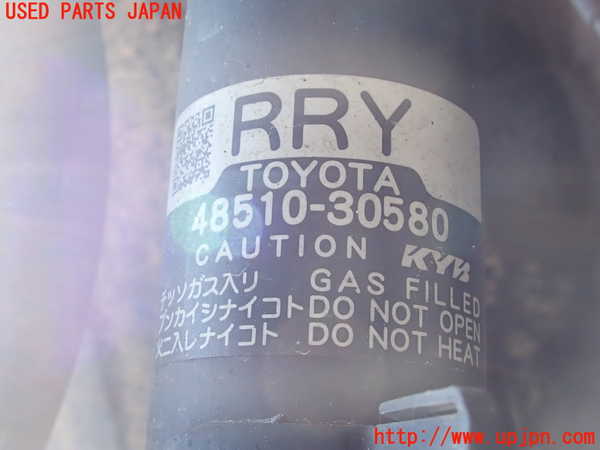 USED PARTS JAPAN
RRY
TOYOTA
48510-30580
CAUTION KYB
チッソガス入リ GAS FILLED
ブンカイシナイコト DO NOT OPEN
火ニ入レナイコト DO NOT HEAT
http://www.upjpn.com/